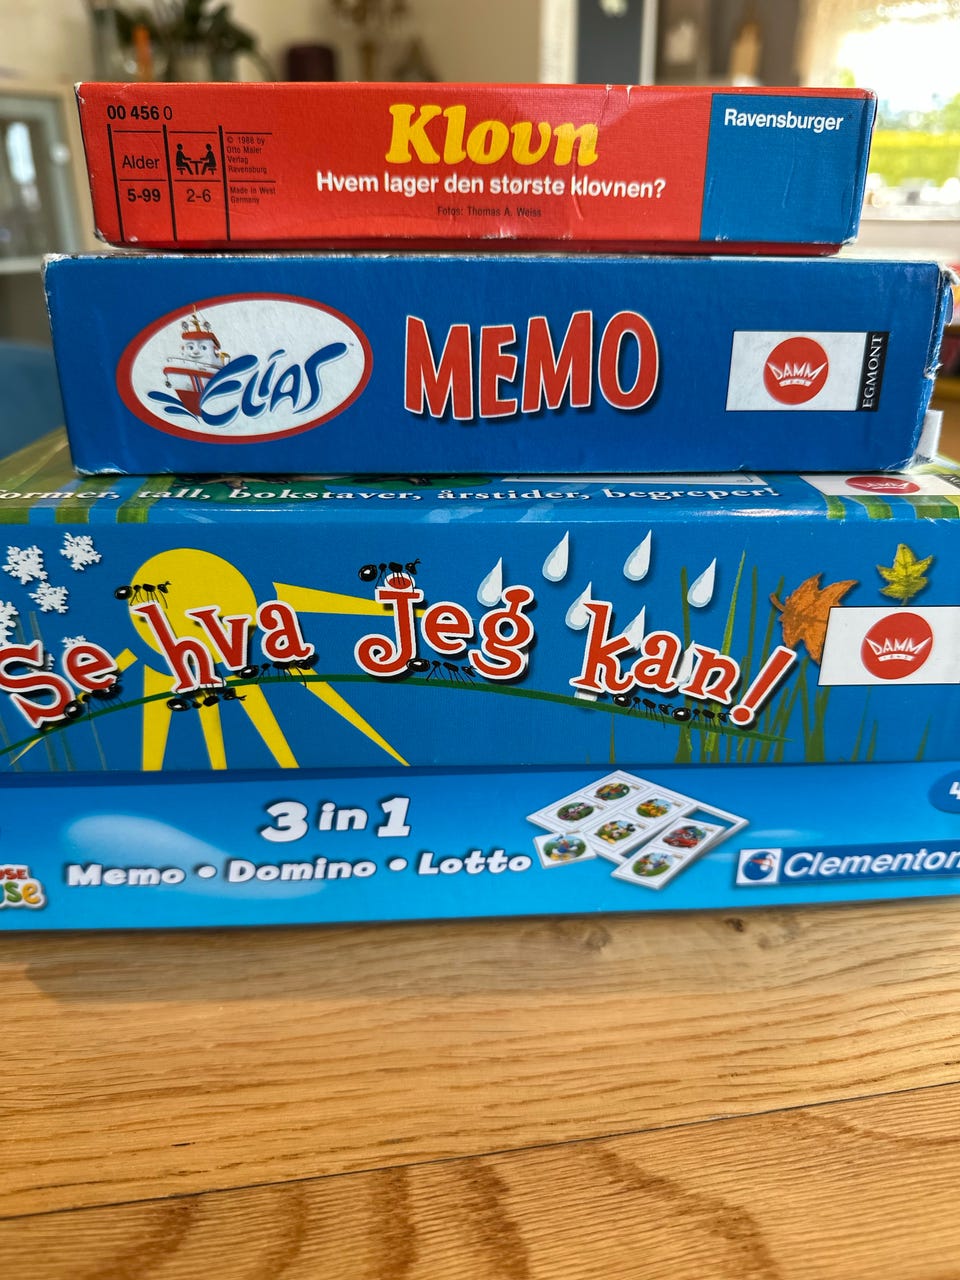 00 456 0
Alder
5-99
2-6
© 1988 by
Otto Maier
Verlag
Ravensburg
Made in West
Germany
Klovn
Hvem lager den største klovnen?
Fotos: Thomas A. Weiss
Ravensburger
ELIAS
MEMO
DAMM
EGMONT
former, tall, bokstaver, årstider, begreper!
Se hva Jeg kan!
DAMM
3 in 1
Memo • Domino • Lotto
Clementon
4